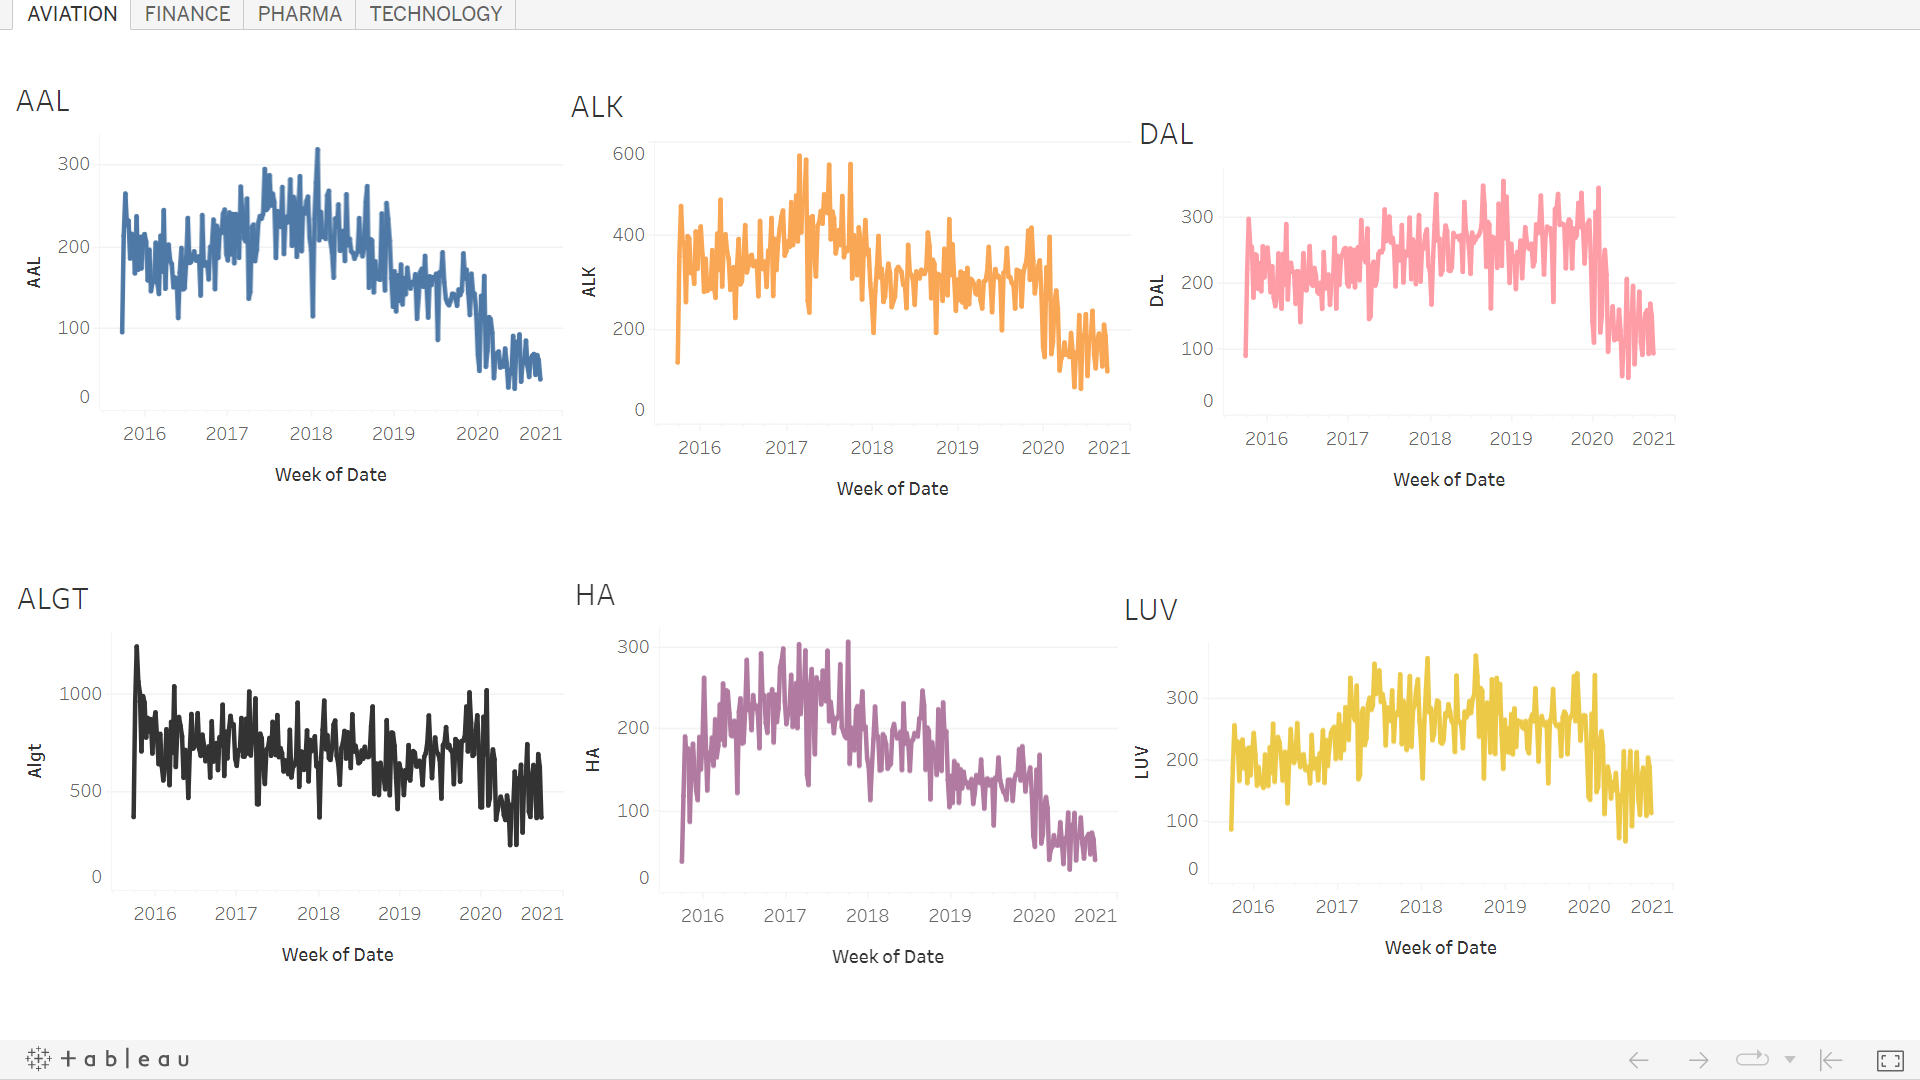 AVIATION FINANCE PHARMA TECHNOLOGY
AAL
300
200
100
0
AAL
2016 2017 2018 2019 2020 2021
Week of Date
ALK
600
400
200
0
ALK
2016 2017 2018 2019 2020 2021
Week of Date
DAL
300
200
100
0
DAL
2016 2017 2018 2019 2020 2021
Week of Date
ALGT
1000
500
0
Algt
2016 2017 2018 2019 2020 2021
Week of Date
HA
300
200
100
0
HA
2016 2017 2018 2019 2020 2021
Week of Date
LUV
300
200
100
0
LUV
2016 2017 2018 2019 2020 2021
Week of Date
+ a b l e a u